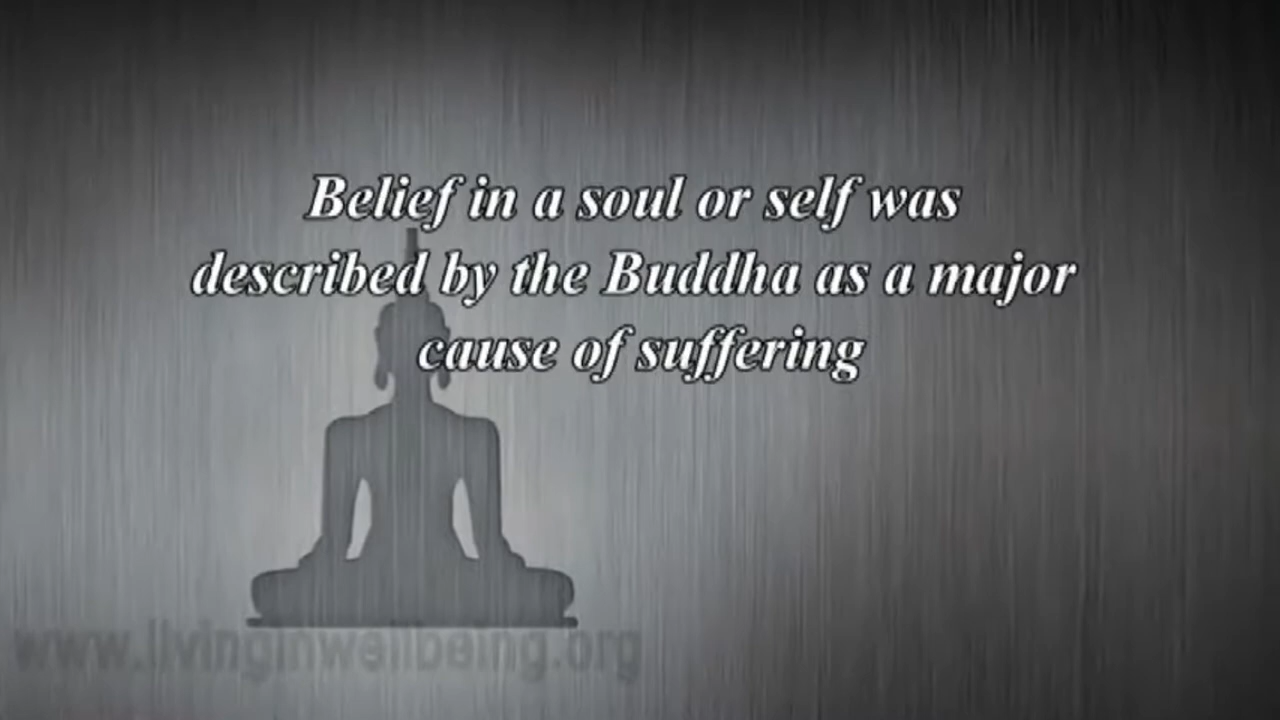 Belief in a soul or self was
described by the Buddha as a major
cause of suffering
www.livinginwellbeing.org